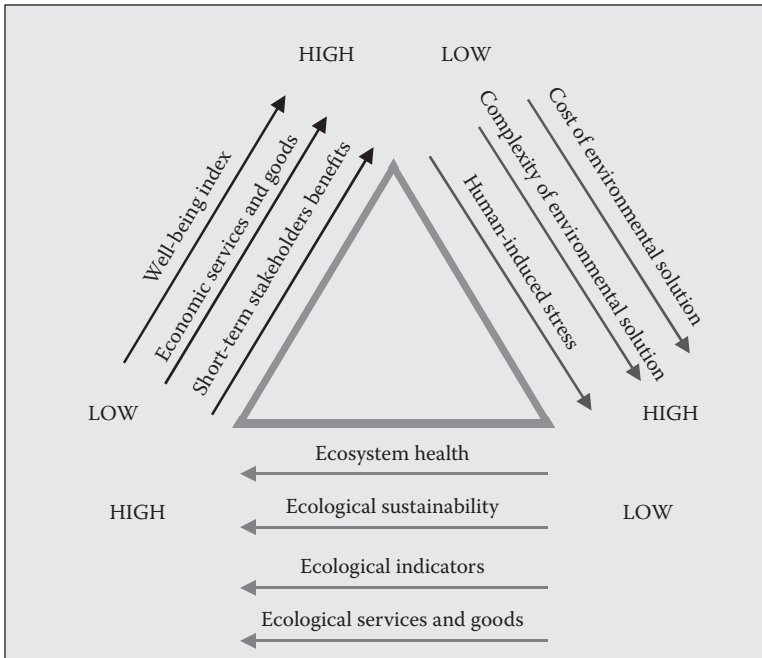 HIGH
LOW
Well-being index
Economic services and goods
Short-term stakeholders benefits
Cost of environmental solution
Complexity of environmental solution
Human-induced stress
LOW
HIGH
Ecosystem health
HIGH
Ecological sustainability
LOW
Ecological indicators
Ecological services and goods